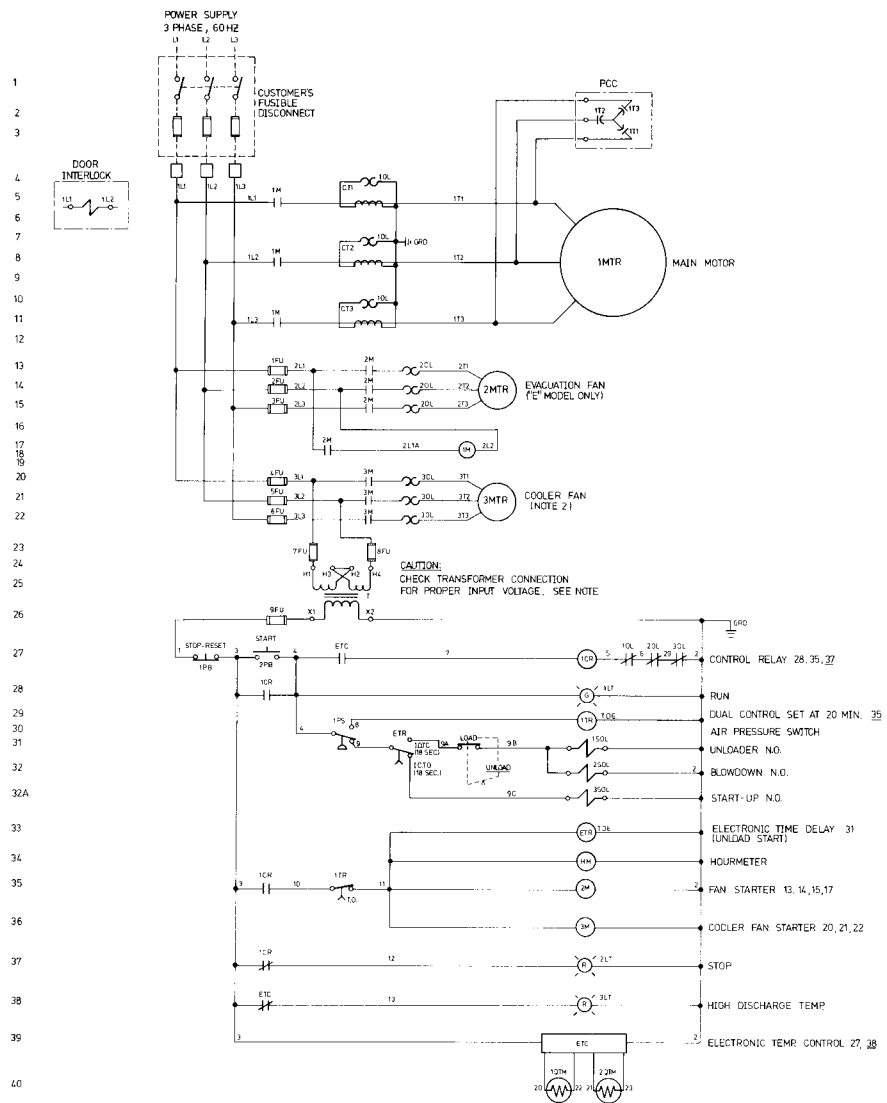 POWER SUPPLY
3 PHASE, 60HZ
L1 L2 L3
1
CUSTOMER'S
FUSIBLE
DISCONNECT
PCC
1T3
1T2
1T1
2
3
DOOR
INTERLOCK
1L1 1L2
4
1L1 1L2 1L3
CT1 1OL
5
1L1 1M 1T1
6
7
CT2 1OL GRD
8
1L2 1M 1T2 1MTR MAIN MOTOR
9
10
CT3 1OL
11
1L3 1M 1T3
12
13
1FU 2L1 2M 2OL 2T1
14
2FU 2L2 2M 2OL 2T2 2MTR EVACUATION FAN
("E" MODEL ONLY)
15
3FU 2L3 2M 2OL 2T3
16
17
2M 2L1A 1M 2L2
18
19
20
4FU 3L1 3M 3OL 3T1
21
5FU 3L2 3M 3OL 3T2 3MTR COOLER FAN
(NOTE 2)
22
6FU 3L3 3M 3OL 3T3
23
7FU 8FU
24
H1 H3 H2 H4
25
T
CAUTION:
CHECK TRANSFORMER CONNECTION
FOR PROPER INPUT VOLTAGE, SEE NOTE
26
9FU X1 X2 GRD
27
1 STOP-RESET 1PB 3 START 2PB 4 ETC 7 1CR 5 1OL 6 2OL 29 3OL 2 CONTROL RELAY 28, 35, 37
28
1CR G 1LT RUN
29
1PS 8 1TR TDE DUAL CONTROL SET AT 20 MIN. 35
30
4 9 AIR PRESSURE SWITCH
31
ETR 9A LOAD 9B 1SOL UNLOADER N.O.
T.O.T.C.
(18 SEC.)
T.C.T.O.
(18 SEC.)
UNLOAD
32
2SOL 2 BLOWDOWN N.O.
32A
9C 3SOL START-UP N.O.
33
ETR TDE ELECTRONIC TIME DELAY 31
(UNLOAD START)
34
HM HOURMETER
35
3 1CR 10 1TR T.O. 11 2M 2 FAN STARTER 13, 14, 15, 17
36
3M COOLER FAN STARTER 20, 21, 22
37
1CR 12 R 2LT STOP
38
ETC 13 R 3LT HIGH DISCHARGE TEMP.
39
3 ETC 2 ELECTRONIC TEMP. CONTROL 27, 38
1DTM 2DTM
40
20 22 21 23